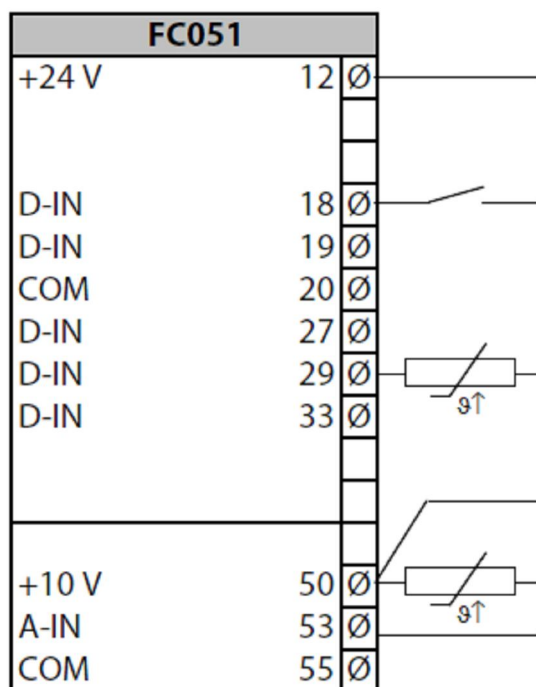 FC051
+24 V 12 Ø
D-IN 18 Ø
D-IN 19 Ø
COM 20 Ø
D-IN 27 Ø
D-IN 29 Ø
D-IN 33 Ø
ϑ↑
+10 V 50 Ø
A-IN 53 Ø
COM 55 Ø
ϑ↑